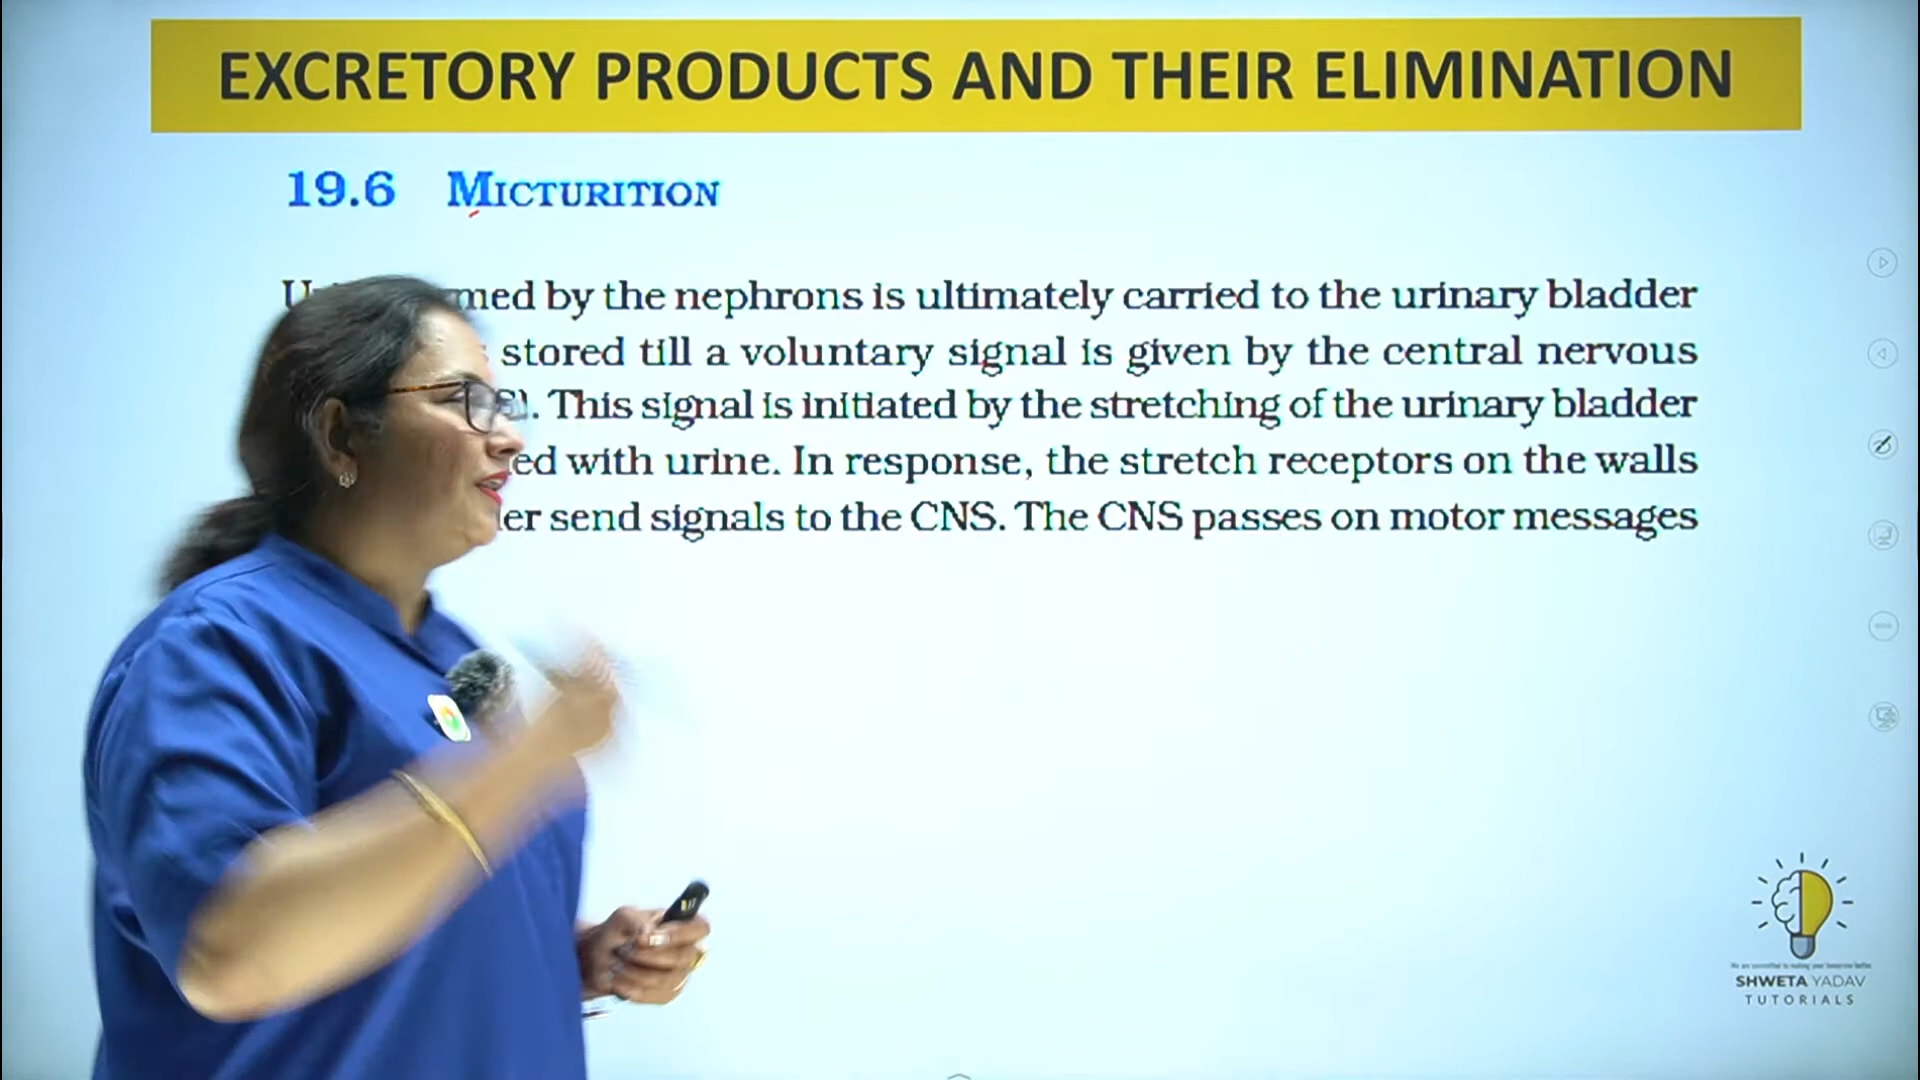 EXCRETORY PRODUCTS AND THEIR ELIMINATION
19.6 MICTURITION
med by the nephrons is ultimately carried to the urinary bladder
stored till a voluntary signal is given by the central nervous
S). This signal is initiated by the stretching of the urinary bladder
ed with urine. In response, the stretch receptors on the walls
er send signals to the CNS. The CNS passes on motor messages
SHWETA YADAV
TUTORIALS